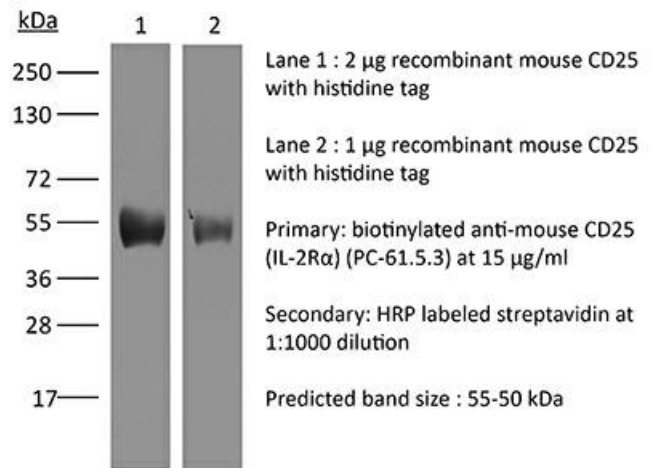 kDa
1 2
250
130
72
55
36
28
17
Lane 1 : 2 µg recombinant mouse CD25
with histidine tag
Lane 2 : 1 µg recombinant mouse CD25
with histidine tag
Primary: biotinylated anti-mouse CD25
(IL-2Rα) (PC-61.5.3) at 15 µg/ml
Secondary: HRP labeled streptavidin at
1:1000 dilution
Predicted band size : 55-50 kDa